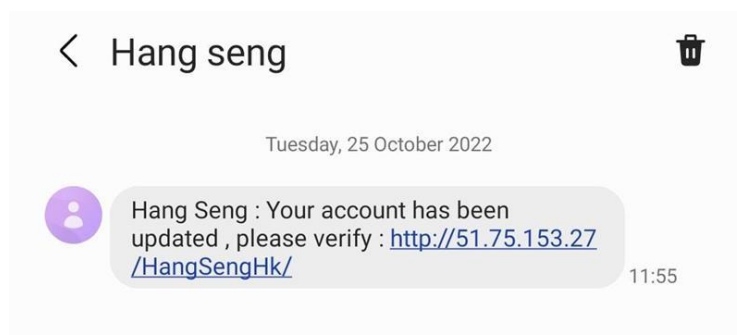 Hang seng
Tuesday, 25 October 2022
Hang Seng : Your account has been
updated , please verify : http://51.75.153.27
/HangSengHk/
11:55